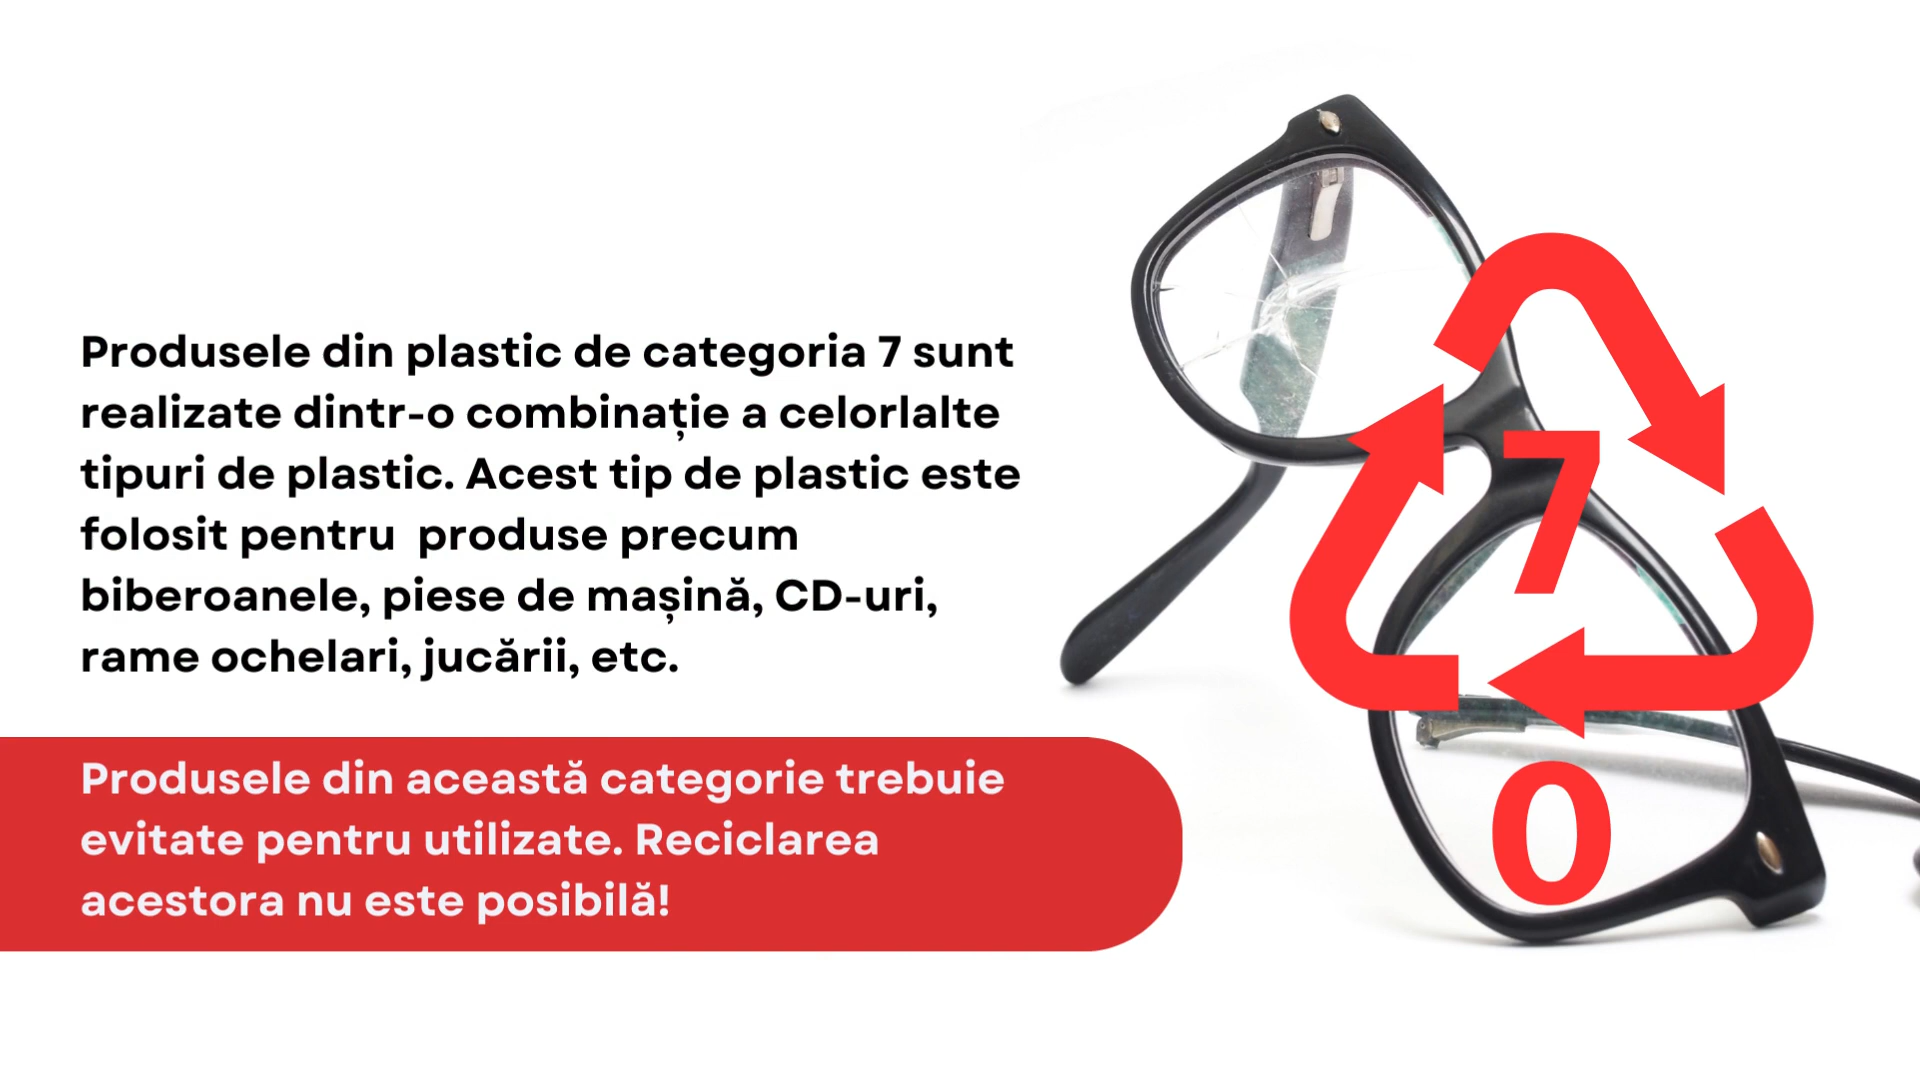 Produsele din plastic de categoria 7 sunt
realizate dintr-o combinație a celorlalte
tipuri de plastic. Acest tip de plastic este
folosit pentru  produse precum
biberoanele, piese de mașină, CD-uri,
rame ochelari, jucării, etc.
Produsele din această categorie trebuie
evitate pentru utilizate. Reciclarea
acestora nu este posibilă!
7
O